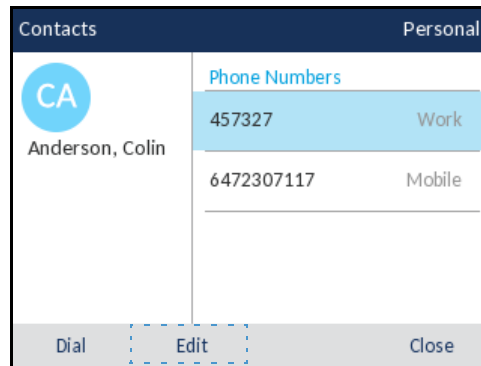 Contacts Personal
CA
Anderson, Colin
Phone Numbers
457327 Work
6472307117 Mobile
Dial Edit Close